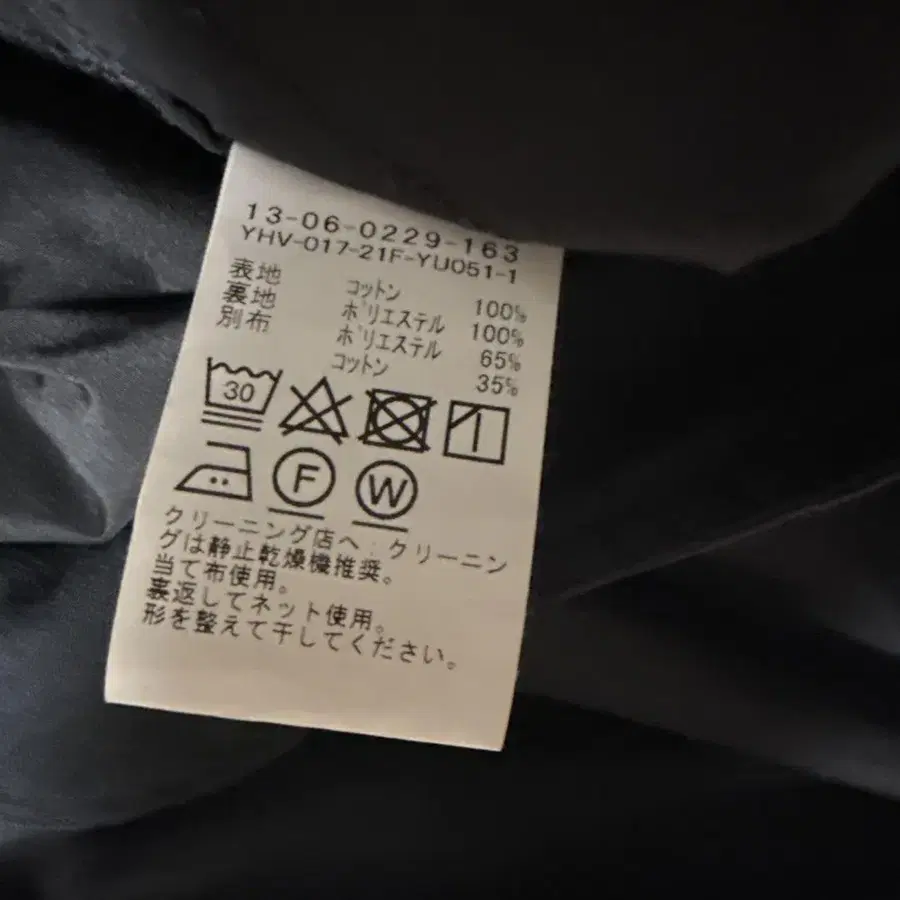 13-06-0229-163
YHV-017-21F-YU051-1
表地 コットン 100%
裏地 ポリエステル 100%
別布 ポリエステル 65%
コットン 35%
30
F W
クリーニング店へ:クリーニン
グは静止乾燥機推奨。
当て布使用。
裏返してネット使用。
形を整えて干してください。